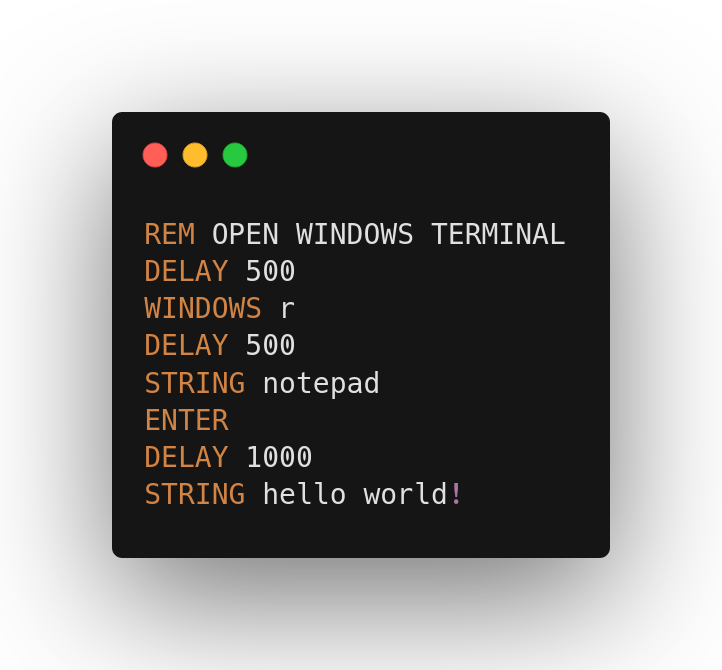 REM OPEN WINDOWS TERMINAL
DELAY 500
WINDOWS r
DELAY 500
STRING notepad
ENTER
DELAY 1000
STRING hello world!